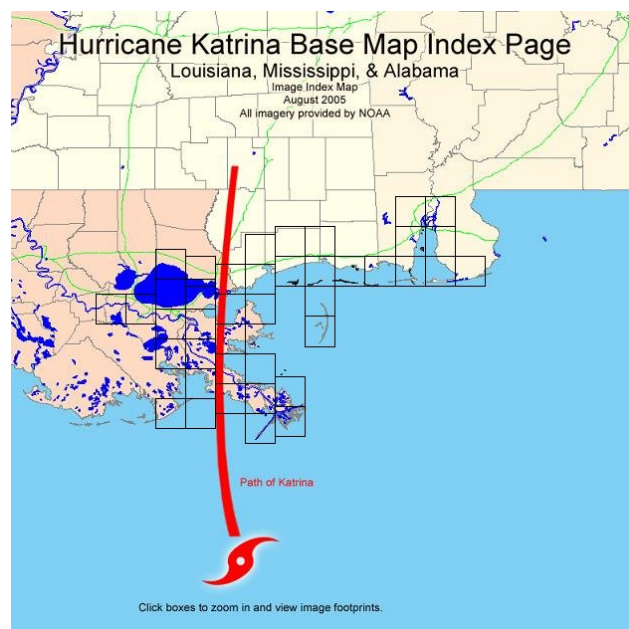 Hurricane Katrina Base Map Index Page
Louisiana, Mississippi, & Alabama
Image Index Map
August 2005
All imagery provided by NOAA
Path of Katrina
Click boxes to zoom in and view image footprints.